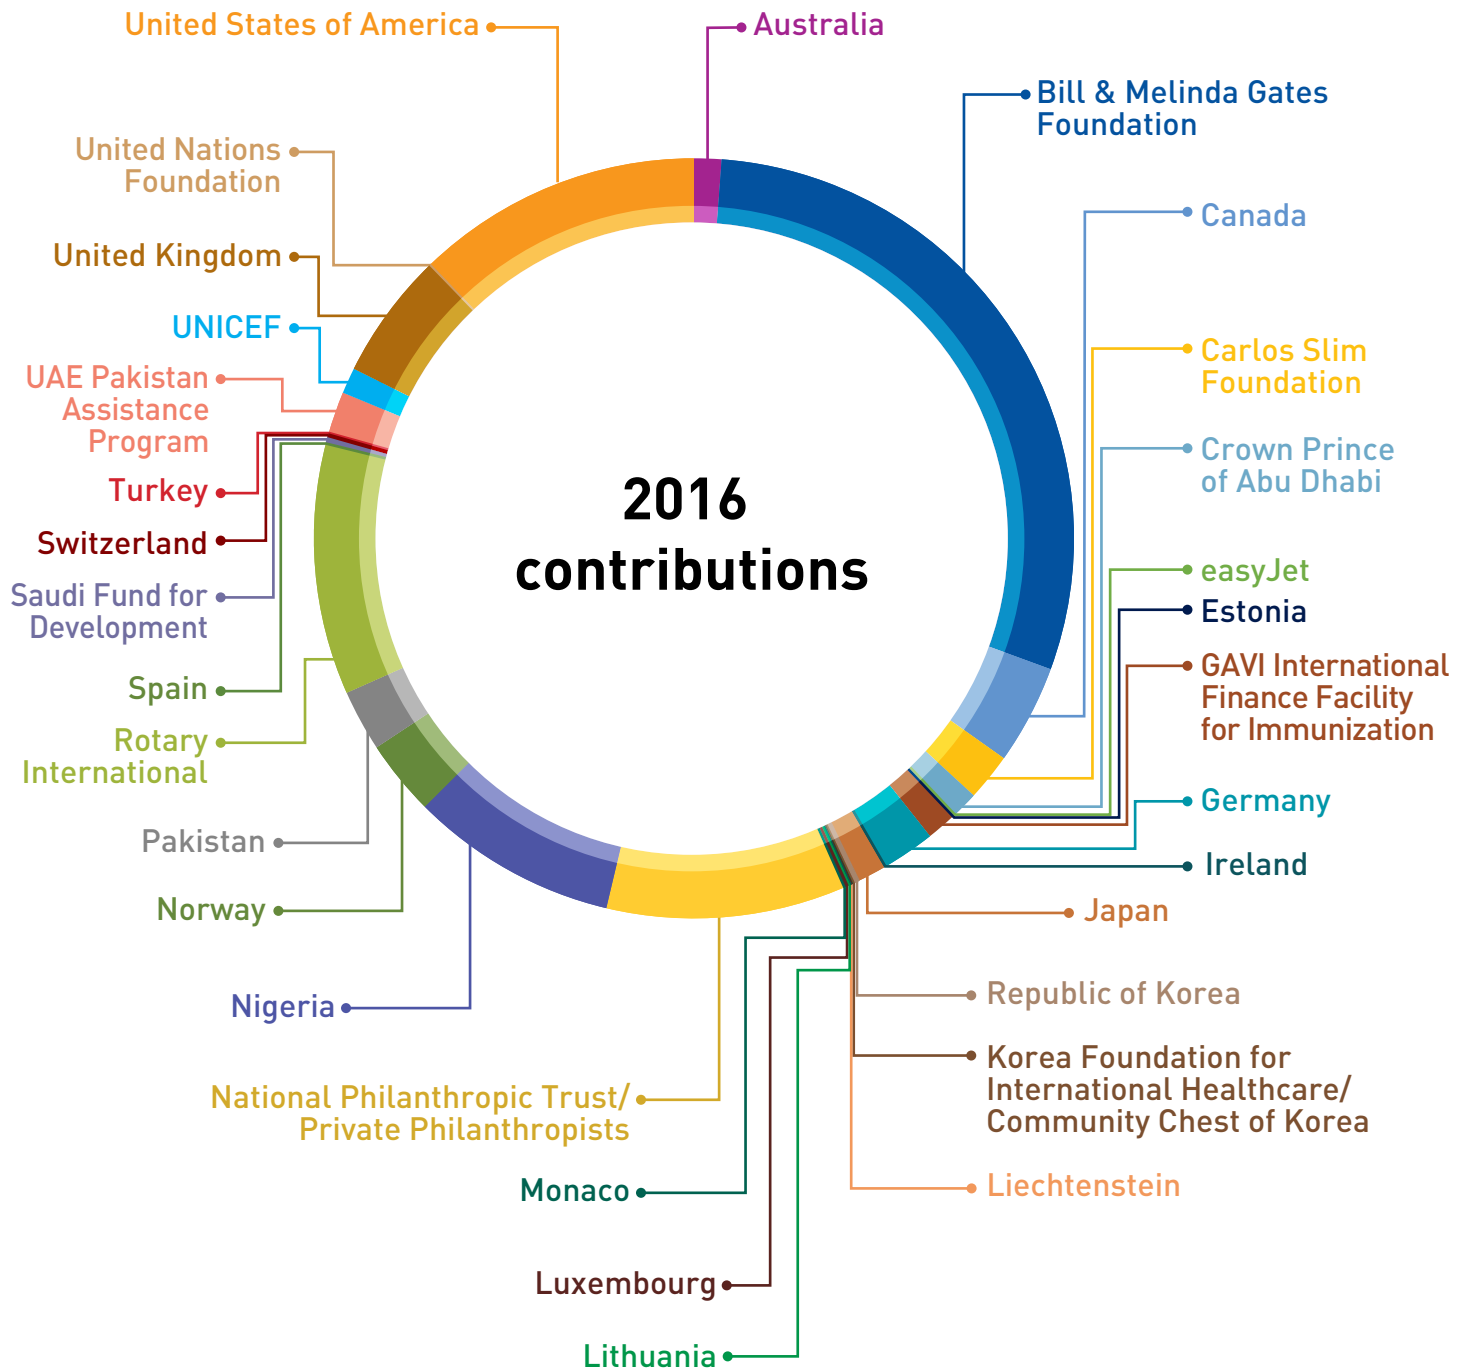 United States of America
Australia
Bill & Melinda Gates
Foundation
United Nations
Foundation
Canada
United Kingdom
UNICEF
Carlos Slim
Foundation
UAE Pakistan
Assistance
Program
Crown Prince
of Abu Dhabi
Turkey
2016
contributions
Switzerland
easyJet
Estonia
Saudi Fund for
Development
GAVI International
Finance Facility
for Immunization
Spain
Rotary
International
Germany
Pakistan
Ireland
Norway
Japan
Nigeria
Republic of Korea
Korea Foundation for
International Healthcare/
Community Chest of Korea
National Philanthropic Trust/
Private Philanthropists
Monaco
Liechtenstein
Luxembourg
Lithuania